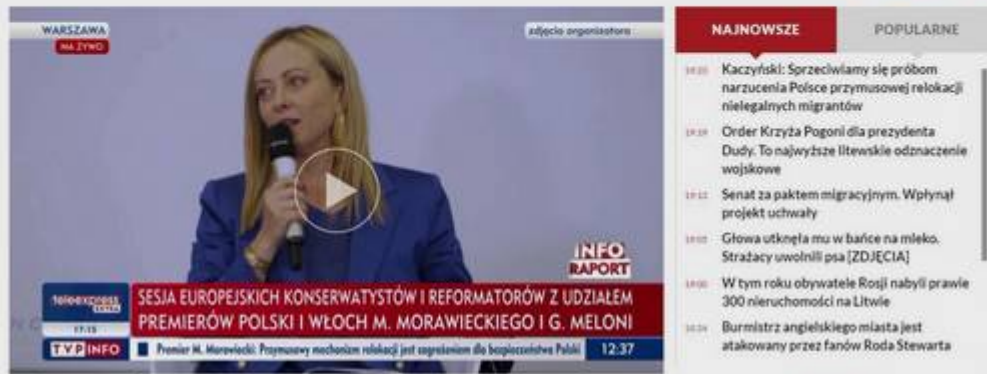 WARSZAWA
NA ŻYWO
zdjęcia organizatora
INFO
RAPORT
teleexpress
EXTRA
17:15
SESJA EUROPEJSKICH KONSERWATYSTÓW I REFORMATORÓW Z UDZIAŁEM
PREMIERÓW POLSKI I WŁOCH M. MORAWIECKIEGO I G. MELONI
TVP INFO
Premier M. Morawiecki: Przymusowy mechanizm relokacji jest zagrożeniem dla bezpieczeństwa Polski
12:37
NAJNOWSZE
POPULARNE
Kaczyński: Sprzeciwiamy się próbom
narzucenia Polsce przymusowej relokacji
nielegalnych migrantów
Order Krzyża Pogoni dla prezydenta
Dudy. To najwyższe litewskie odznaczenie
wojskowe
Senat za paktem migracyjnym. Wpłynął
projekt uchwały
Głowa utknęła mu w bańce na mleko.
Strażacy uwolnili psa [ZDJĘCIA]
W tym roku obywatele Rosji nabyli prawie
300 nieruchomości na Litwie
Burmistrz angielskiego miasta jest
atakowany przez fanów Roda Stewarta